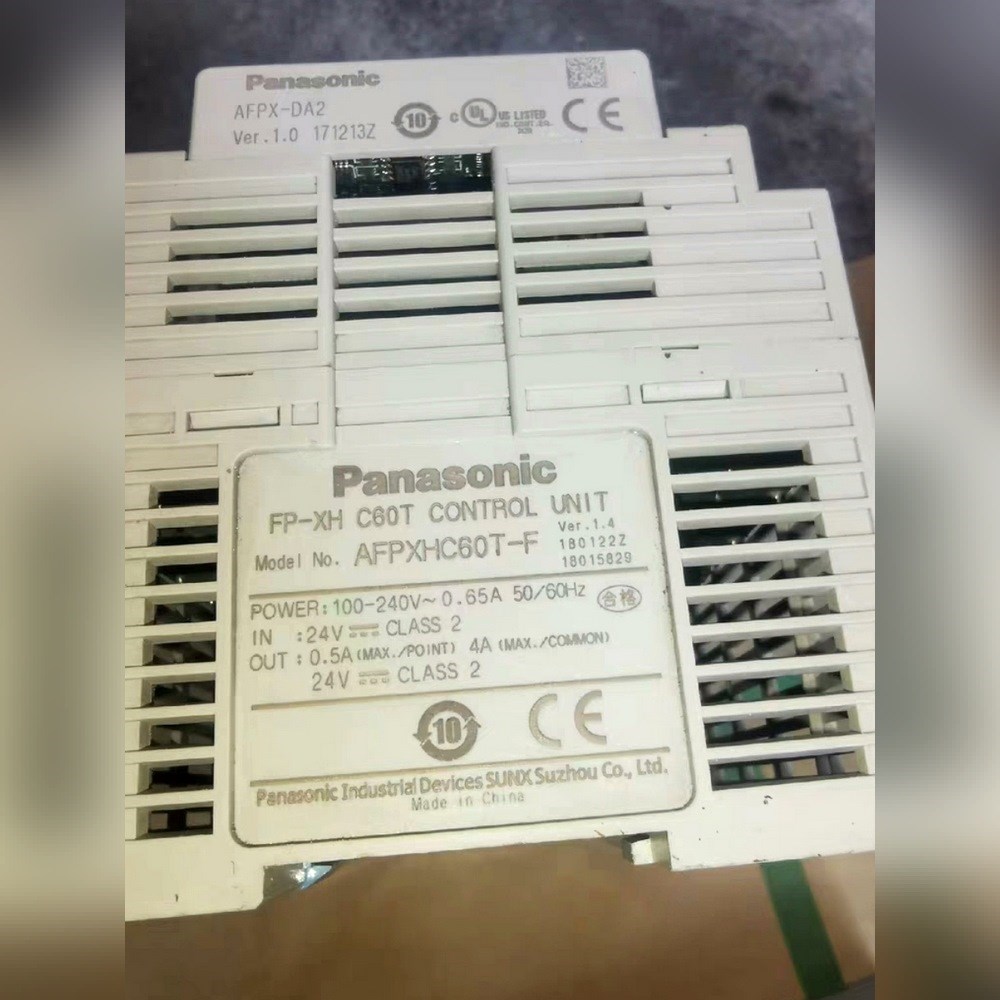 Panasonic
AFPX-DA2
Ver.1.0 171213Z
10
c UL US LISTED
CE
Panasonic
FP-XH C60T CONTROL UNIT
Ver.1.4
Model No. AFPXHC60T-F
180122Z
18015829
POWER:100-240V~ 0.65A 50/60Hz
合格
IN :24V CLASS 2
OUT : 0.5A (MAX./POINT) 4A (MAX./COMMON)
24V CLASS 2
10
CE
Panasonic Industrial Devices SUNX Suzhou Co., Ltd.
Made in China